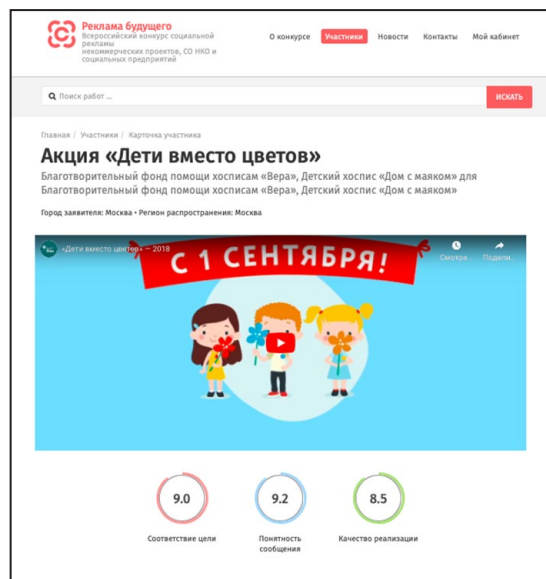 Реклама будущего
Всероссийский конкурс социальной
рекламы
некоммерческих проектов, СО НКО и
социальных предприятий
О конкурсе Участники Новости Контакты Мой кабинет
Поиск работ ...
ИСКАТЬ
Главная / Участники / Карточка участника
Акция «Дети вместо цветов»
Благотворительный фонд помощи хосписам «Вера», Детский хоспис «Дом с маяком» для
Благотворительный фонд помощи хосписам «Вера», Детский хоспис «Дом с маяком»
Город заявителя: Москва • Регион распространения: Москва
«Дети вместо цветов» — 2018
Смотре...
Подели...
С 1 СЕНТЯБРЯ!
9.0
9.2
8.5
Соответствие цели
Понятность
сообщения
Качество реализации